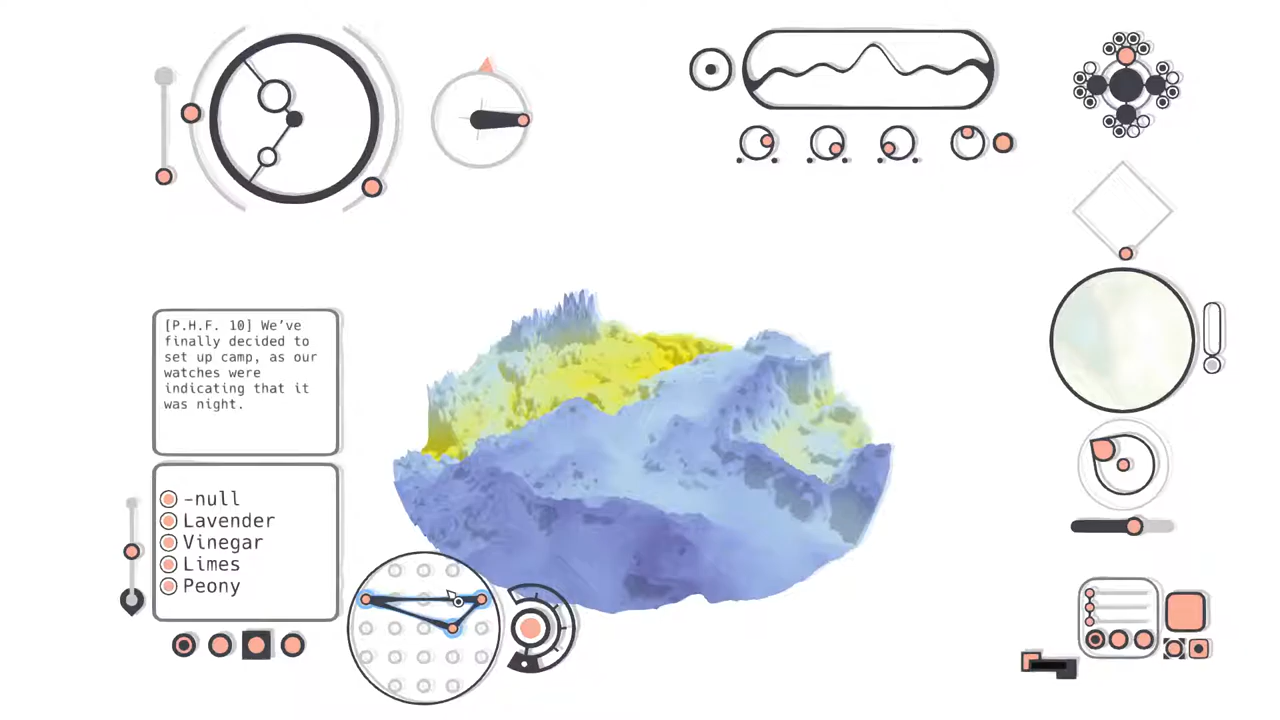 [P.H.F. 10] We’ve
finally decided to
set up camp, as our
watches were
indicating that it
was night.
-null
Lavender
Vinegar
Limes
Peony